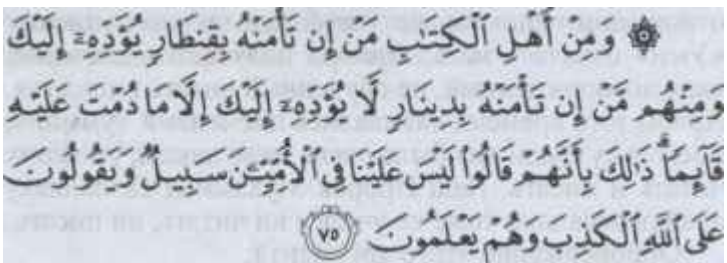 ۞ وَمِنْ أَهْلِ ٱلْكِتَٰبِ مَنْ إِن تَأْمَنْهُ بِقِنطَارٍ يُؤَدِّهِۦٓ إِلَيْكَ
وَمِنْهُم مَّنْ إِن تَأْمَنْهُ بِدِينَارٍ لَّا يُؤَدِّهِۦٓ إِلَيْكَ إِلَّا مَا دُمْتَ عَلَيْهِ
قَآئِمًا ۗ ذَٰلِكَ بِأَنَّهُمْ قَالُوا۟ لَيْسَ عَلَيْنَا فِى ٱلْأُمِّيِّۦنَ سَبِيلٌ وَيَقُولُونَ
عَلَى ٱللَّهِ ٱلْكَذِبَ وَهُمْ يَعْلَمُونَ ٧٥